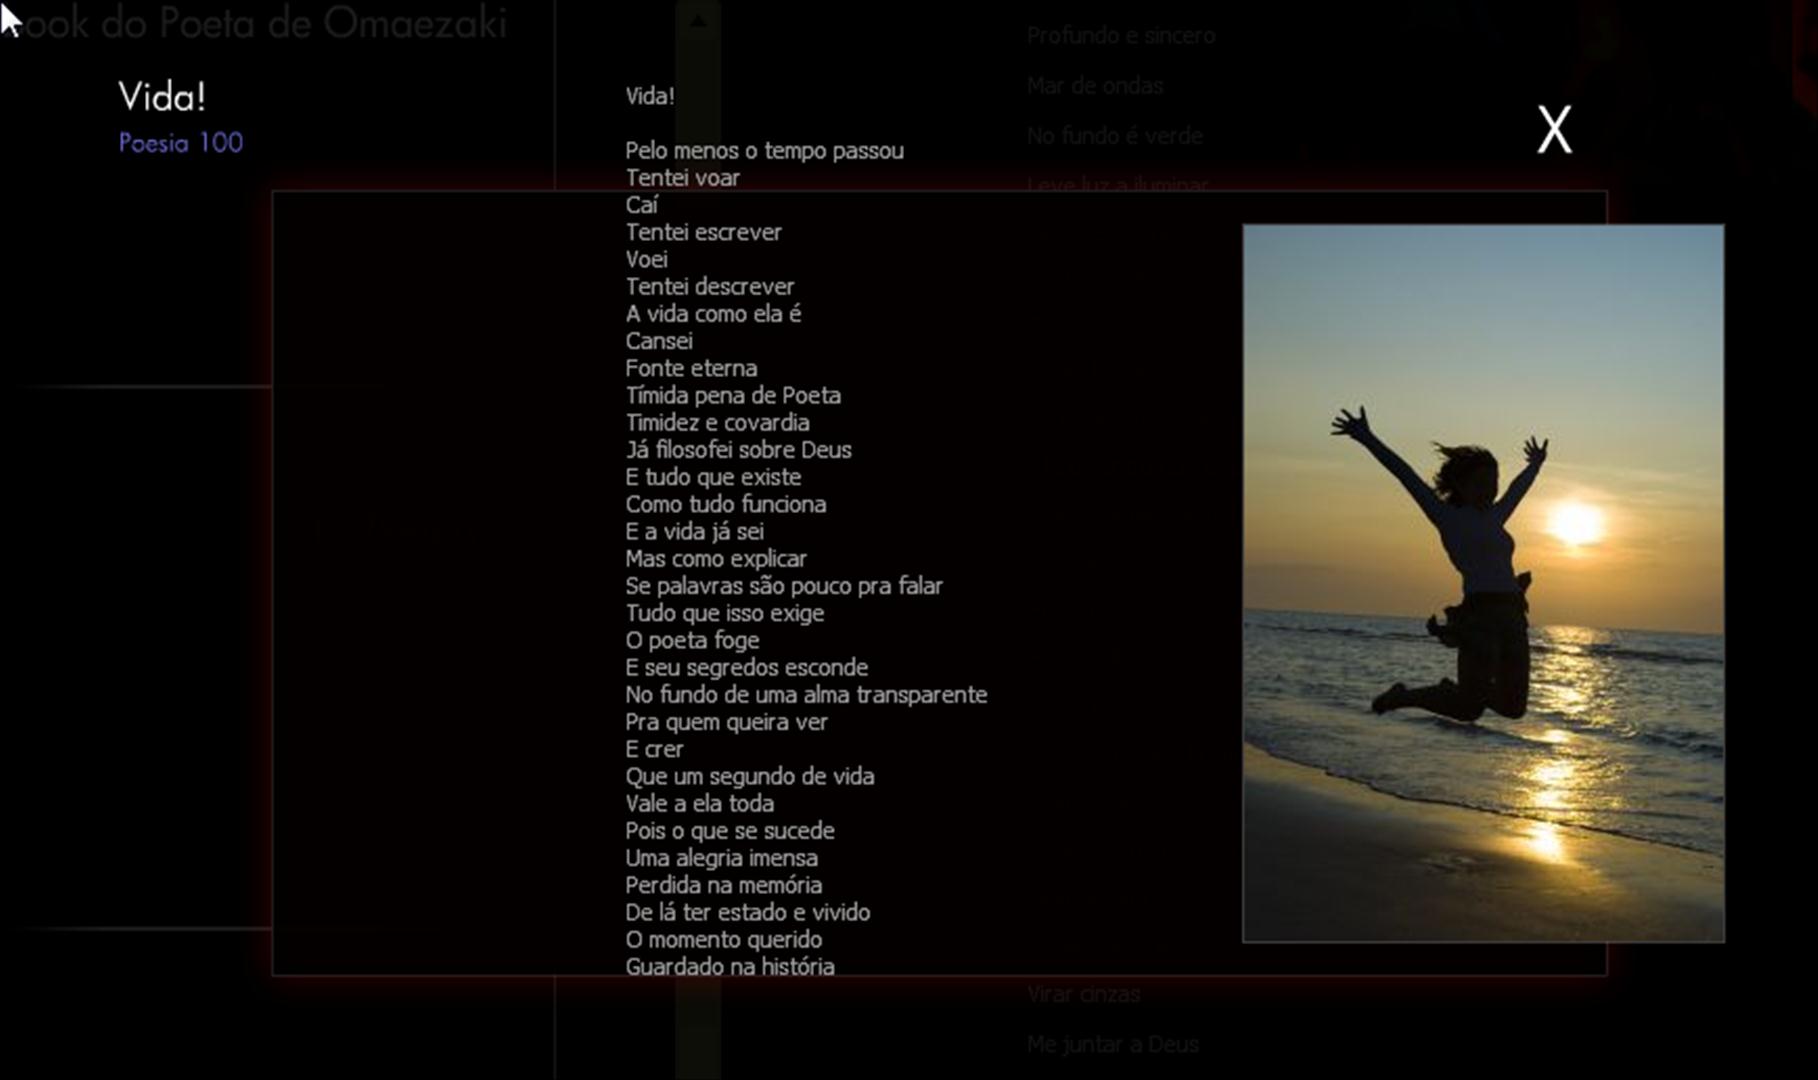 ook do Poeta de Omaezaki
Vida!
Poesia 100
X
Vida!
Pelo menos o tempo passou
Tentei voar
Caí
Tentei escrever
Voei
Tentei descrever
A vida como ela é
Cansei
Fonte eterna
Tímida pena de Poeta
Timidez e covardia
Já filosofei sobre Deus
E tudo que existe
Como tudo funciona
E a vida já sei
Mas como explicar
Se palavras são pouco pra falar
Tudo que isso exige
O poeta foge
E seu segredos esconde
No fundo de uma alma transparente
Pra quem queira ver
E crer
Que um segundo de vida
Vale a ela toda
Pois o que se sucede
Uma alegria imensa
Perdida na memória
De lá ter estado e vivido
O momento querido
Guardado na história
Profundo e sincero
Mar de ondas
No fundo é verde
Leve luz a iluminar
Virar cinzas
Me juntar a Deus